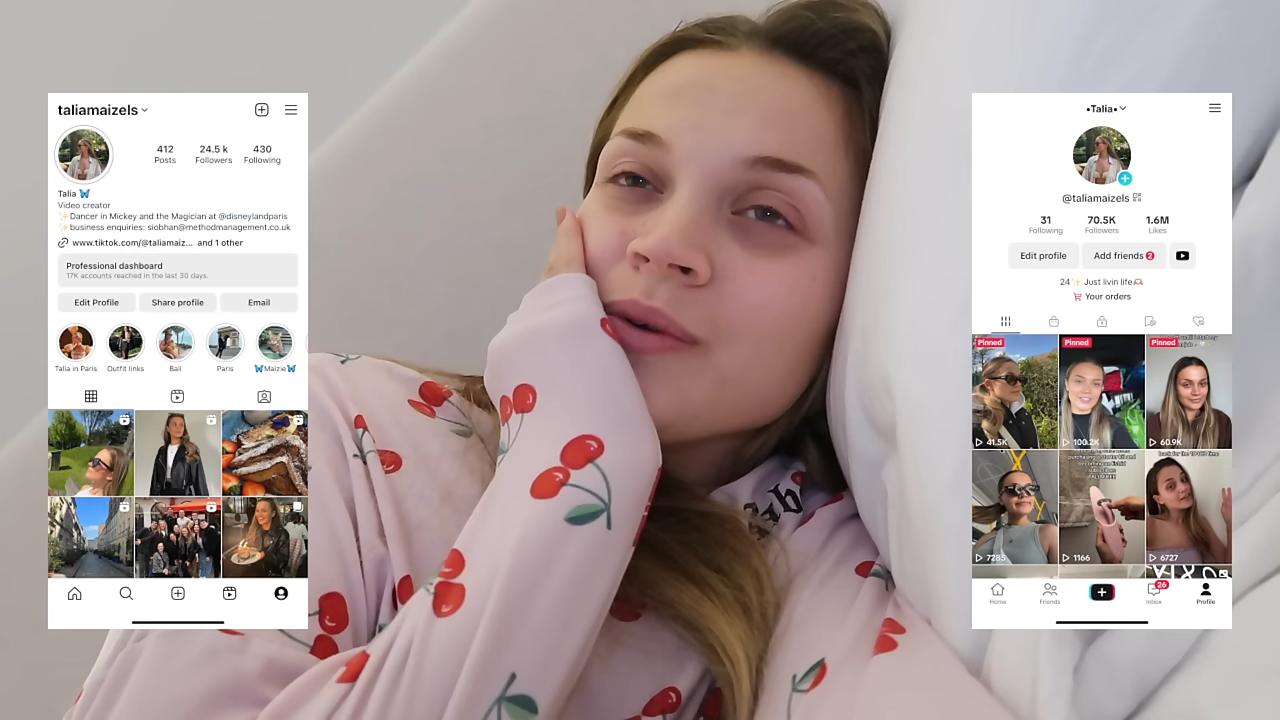 taliamaizels
412
24.5 k
430
Posts
Followers
Following
Talia 🦋
Video creator
✨Dancer in Mickey and the Magician at @disneylandparis
✨business enquiries: siobhan@methodmanagement.co.uk
www.tiktok.com/@taliamaiz... and 1 other
Professional dashboard
17K accounts reached in the last 30 days.
Edit Profile
Share profile
Email
Talia in Paris
Outfit links
Bali
Paris
🦋Maizie🦋
ab
•Talia•
@taliamaizels
31
70.5K
1.6M
Following
Followers
Likes
Edit profile
Add friends 2
24✨ Just livin life🫶🏼
🛒 Your orders
Pinned
Pinned
Pinned
41.5K
100.2K
60.9K
back for the
7285
1166
6727
Home
Friends
26
Inbox
Profile